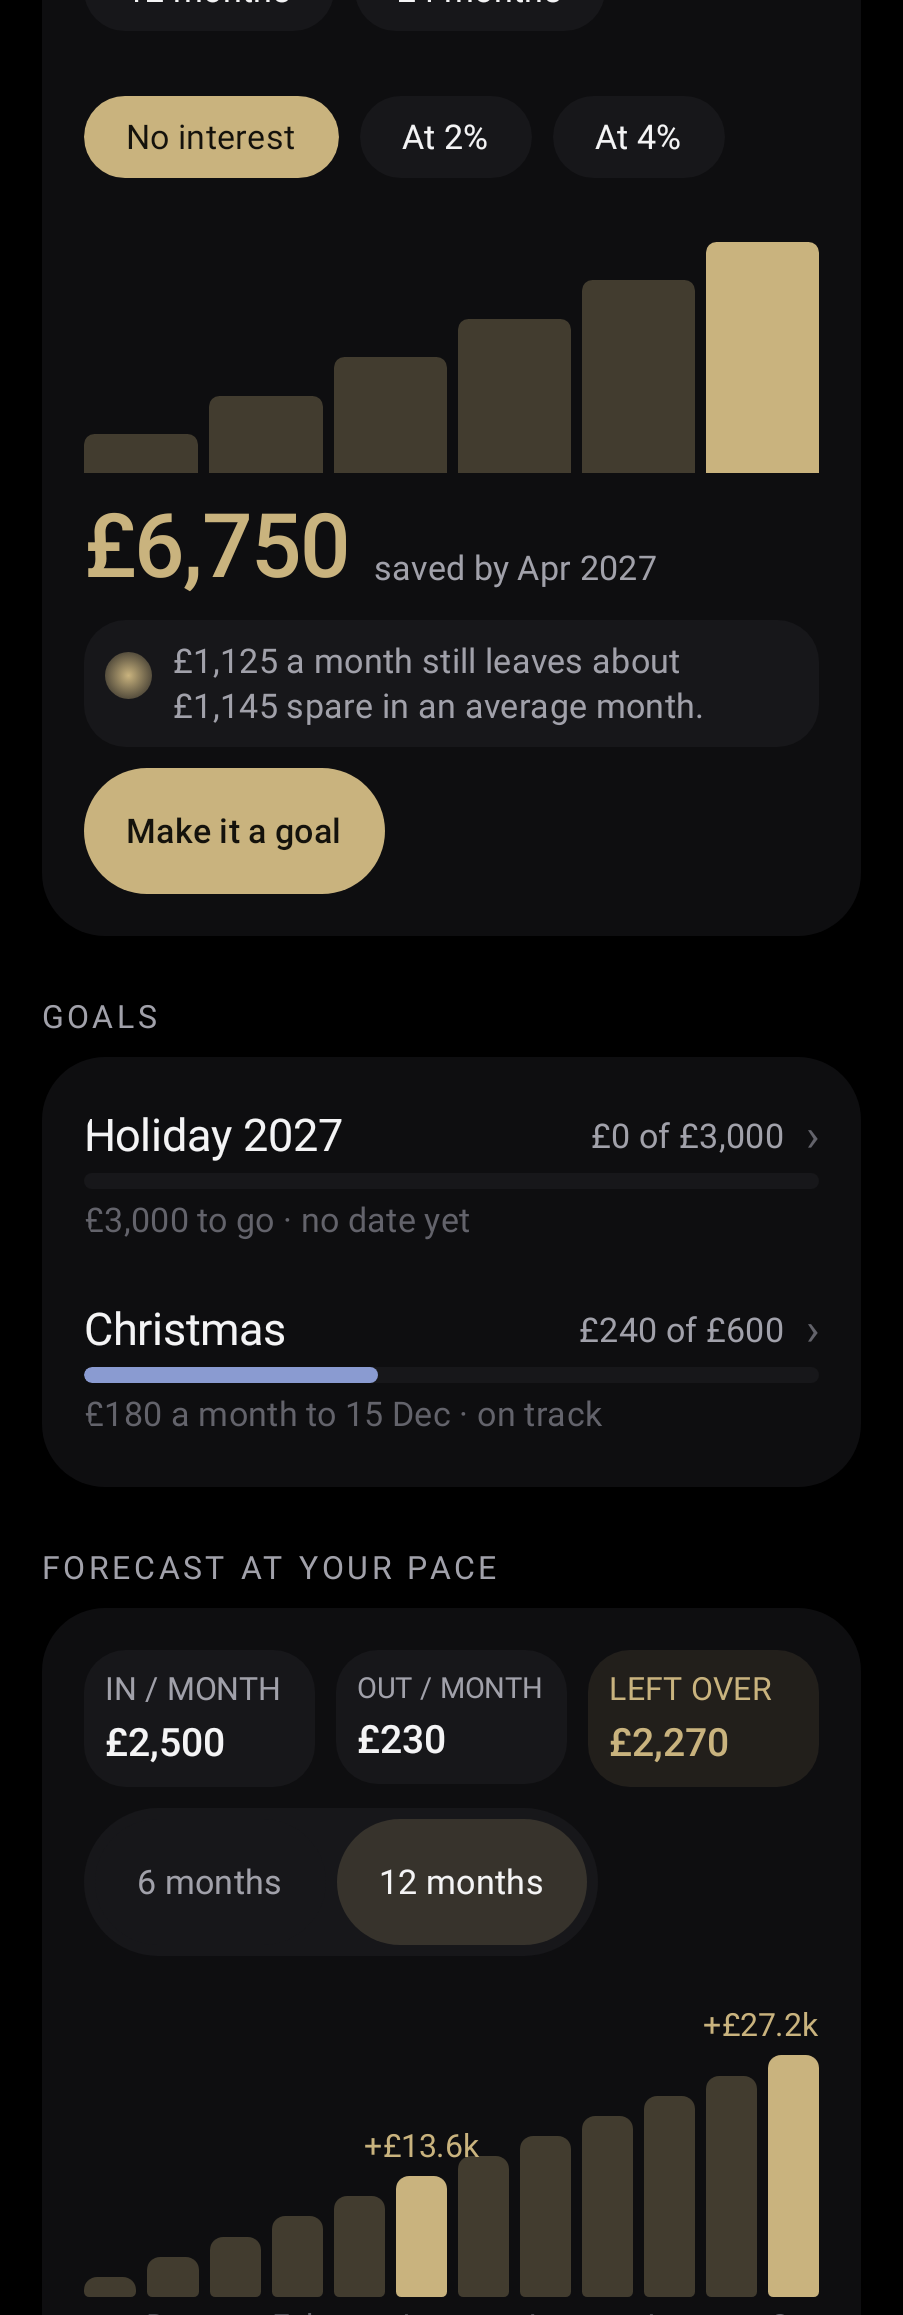 12 months 24 months
No interest At 2% At 4%
£6,750 saved by Apr 2027
£1,125 a month still leaves about
£1,145 spare in an average month.
Make it a goal
GOALS
Holiday 2027 £0 of £3,000 ›
£3,000 to go · no date yet
Christmas £240 of £600 ›
£180 a month to 15 Dec · on track
FORECAST AT YOUR PACE
IN / MONTH OUT / MONTH LEFT OVER
£2,500 £230 £2,270
6 months 12 months
+£27.2k
+£13.6k